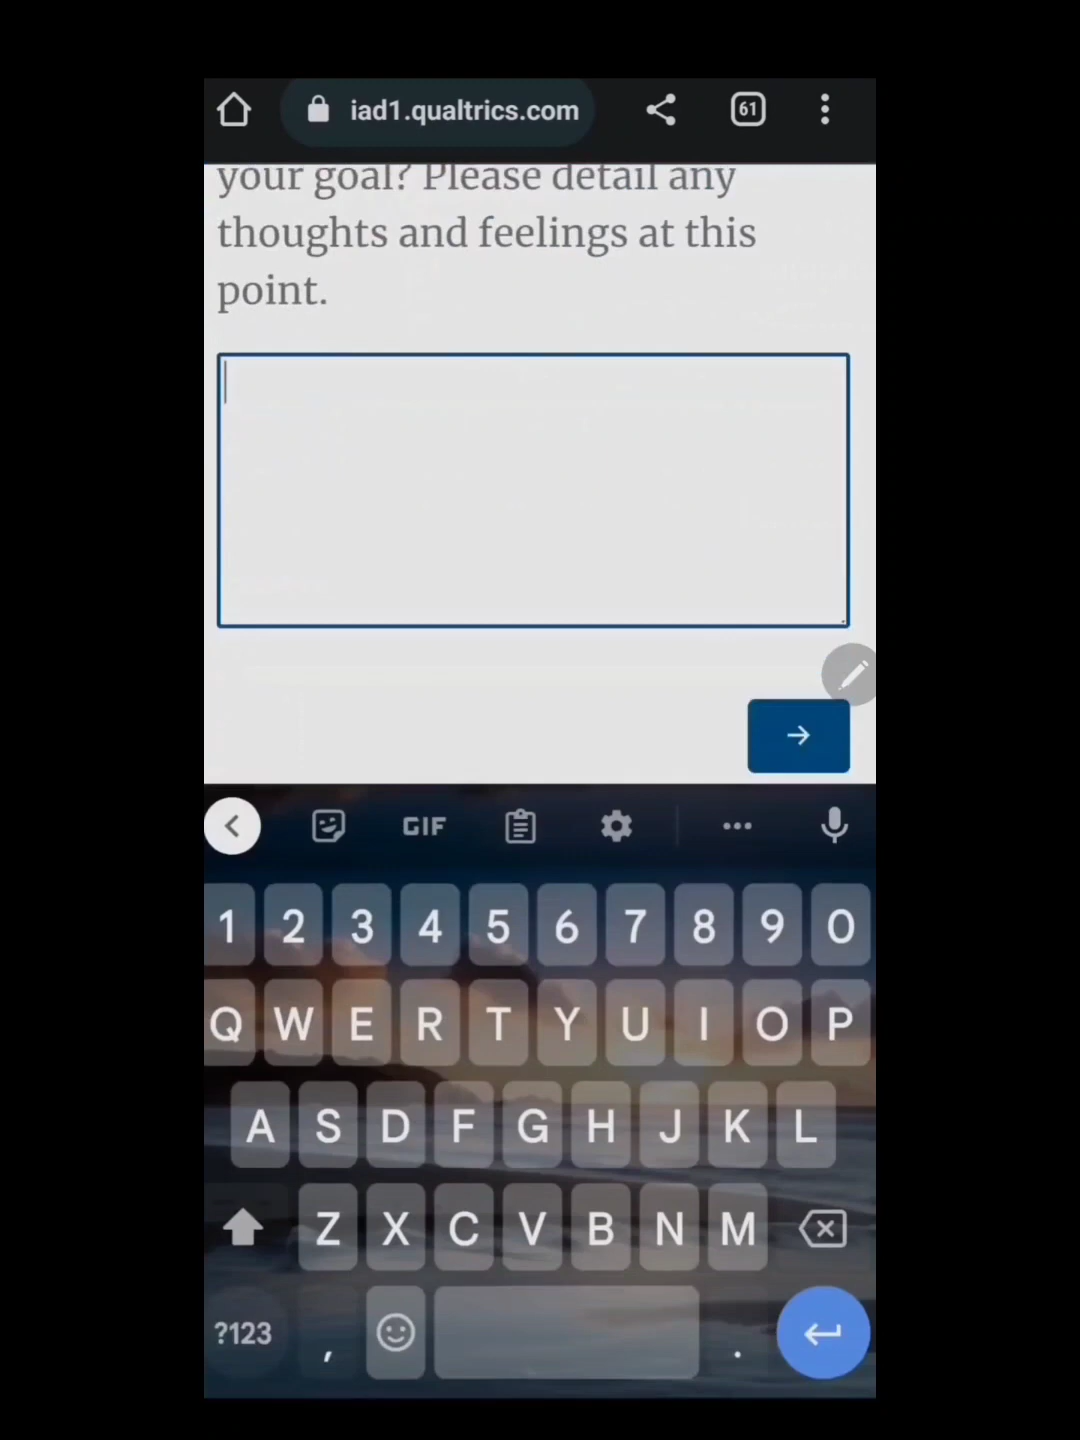 iad1.qualtrics.com 61
your goal? Please detail any
thoughts and feelings at this
point.
GIF
1 2 3 4 5 6 7 8 9 0
Q W E R T Y U I O P
A S D F G H J K L
Z X C V B N M
?123 , .